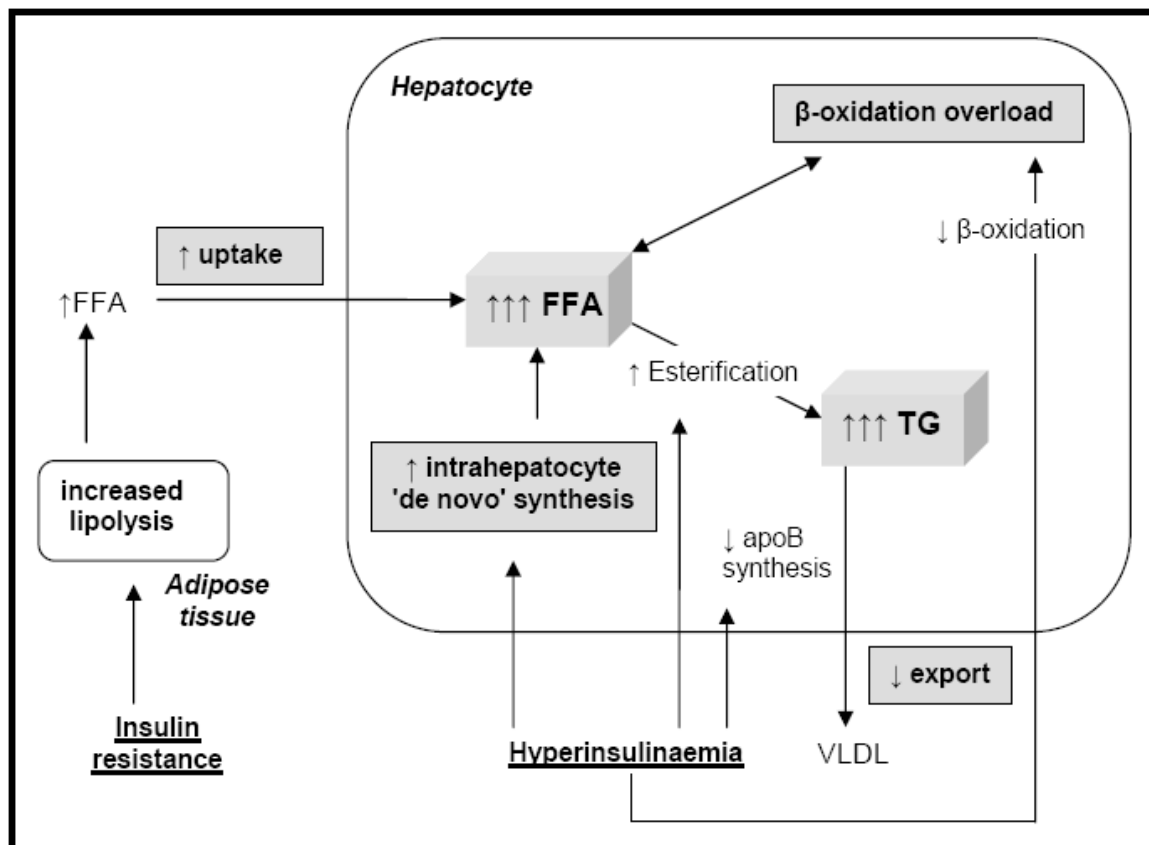 Hepatocyte
β-oxidation overload
↓ β-oxidation
↑ uptake
↑FFA
↑↑↑ FFA
↑ Esterification
↑↑↑ TG
↑ intrahepatocyte
'de novo' synthesis
increased
lipolysis
↓ apoB
synthesis
Adipose
tissue
↓ export
Insulin
resistance
Hyperinsulinaemia
VLDL